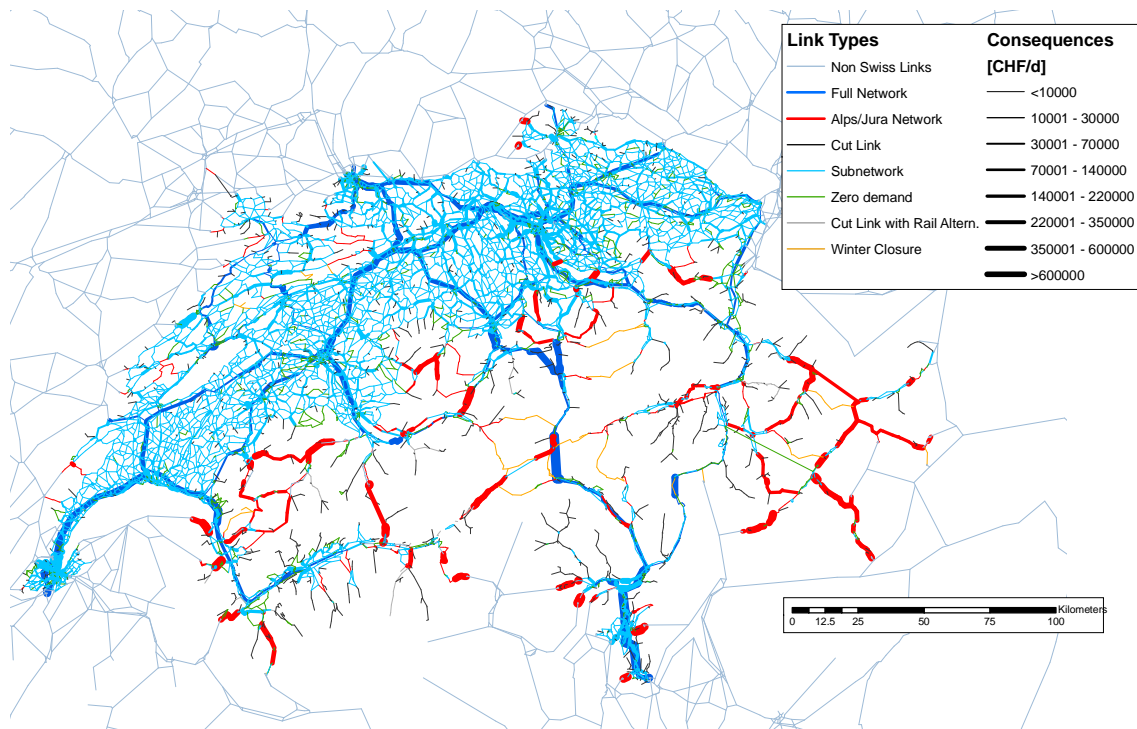 Link Types
Non Swiss Links
Full Network
Alps/Jura Network
Cut Link
Subnetwork
Zero demand
Cut Link with Rail Altern.
Winter Closure
Consequences
[CHF/d]
<10000
10001 - 30000
30001 - 70000
70001 - 140000
140001 - 220000
220001 - 350000
350001 - 600000
>600000
Kilometers
0 12.5 25 50 75 100